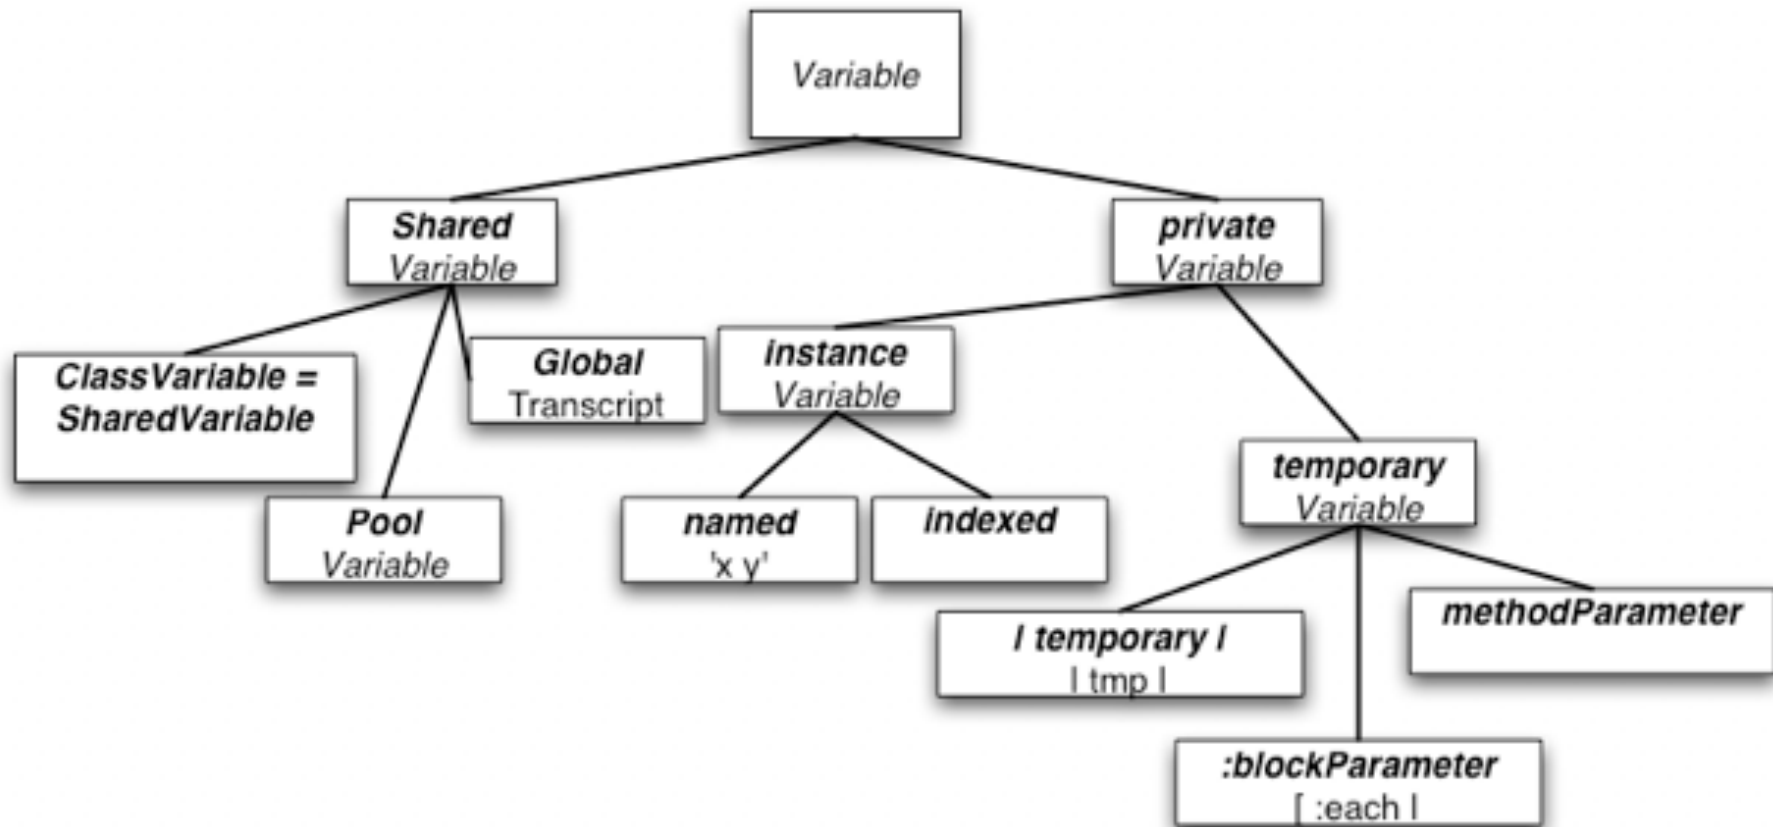 Variable
Shared
Variable
private
Variable
ClassVariable =
SharedVariable
Global
Transcript
instance
Variable
Pool
Variable
named
'x y'
indexed
temporary
Variable
| temporary |
| tmp |
methodParameter
:blockParameter
[ :each |